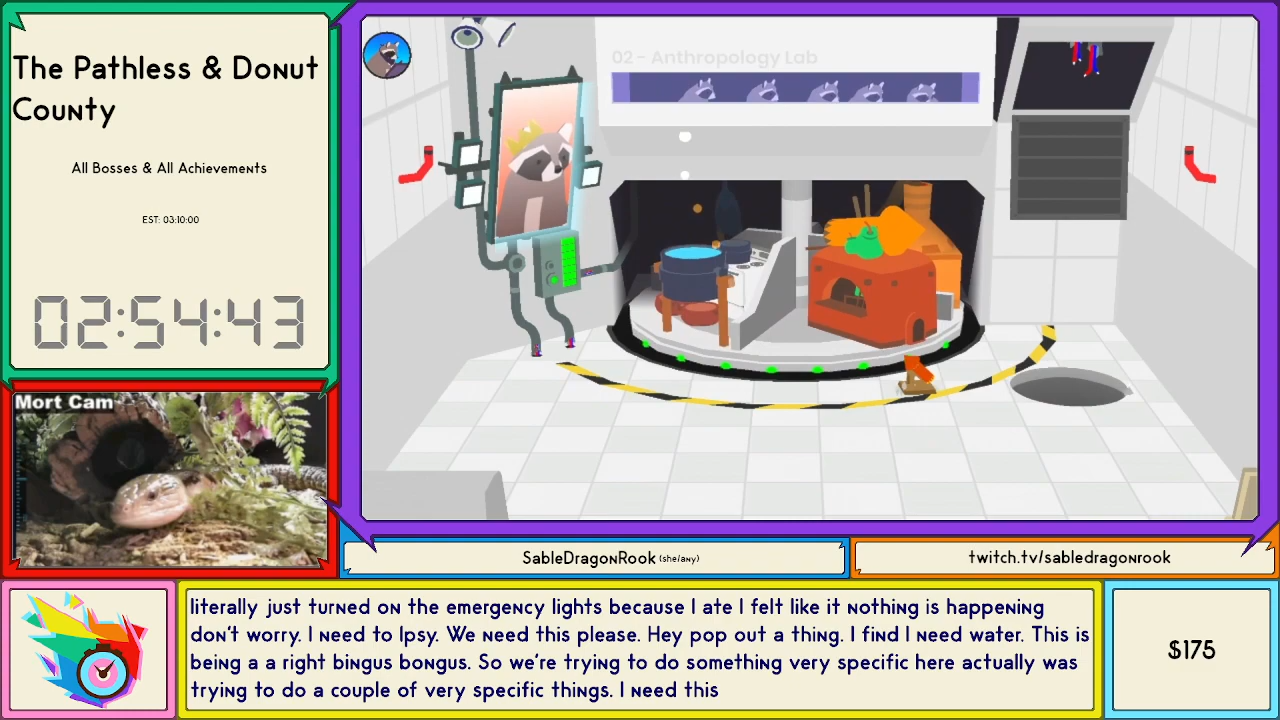 The Pathless & Donut
County
All Bosses & All Achievements
EST: 03:10:00
02:54:43
Mort Cam
02 - Anthropology Lab
SableDragonRook (she/any)
twitch.tv/sabledragonrook
literally just turned on the emergency lights because I ate I felt like it nothing is happening
don't worry. I need to Ipsy. We need this please. Hey pop out a thing. I find I need water. This is
being a a right bingus bongus. So we're trying to do something very specific here actually was
trying to do a couple of very specific things. I need this
$175